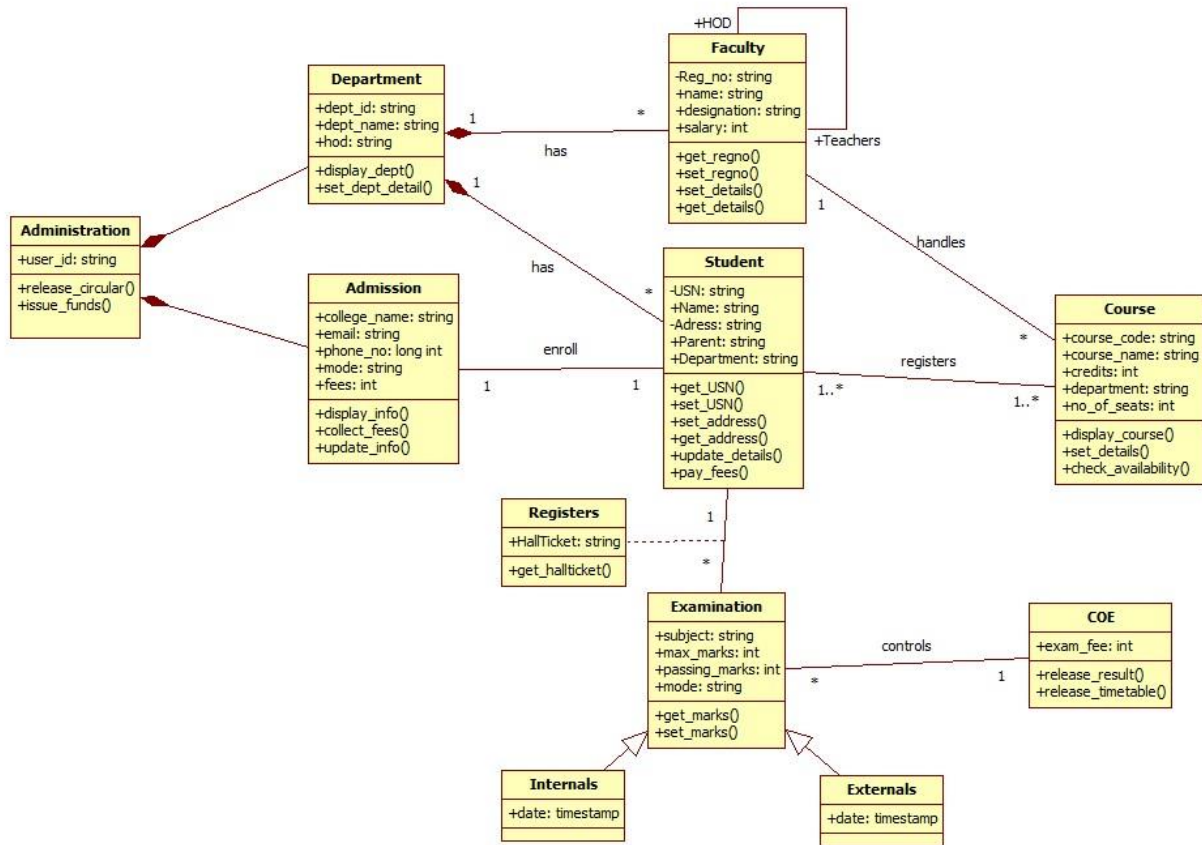 +HOD
Faculty
-Reg_no: string
+name: string
+designation: string
+salary: int
+get_regno()
+set_regno()
+set_details()
+get_details()
+Teachers
Department
+dept_id: string
+dept_name: string
+hod: string
+display_dept()
+set_dept_detail()
1
*
has
1
has
*
1
handles
*
Administration
+user_id: string
+release_circular()
+issue_funds()
Admission
+college_name: string
+email: string
+phone_no: long int
+mode: string
+fees: int
+display_info()
+collect_fees()
+update_info()
enroll
1
1
Student
-USN: string
+Name: string
-Adress: string
+Parent: string
+Department: string
+get_USN()
+set_USN()
+set_address()
+get_address()
+update_details()
+pay_fees()
registers
1..*
1..*
Course
+course_code: string
+course_name: string
+credits: int
+department: string
+no_of_seats: int
+display_course()
+set_details()
+check_availability()
Registers
+HallTicket: string
+get_hallticket()
1
*
Examination
+subject: string
+max_marks: int
+passing_marks: int
+mode: string
+get_marks()
+set_marks()
controls
*
1
COE
+exam_fee: int
+release_result()
+release_timetable()
Internals
+date: timestamp
Externals
+date: timestamp